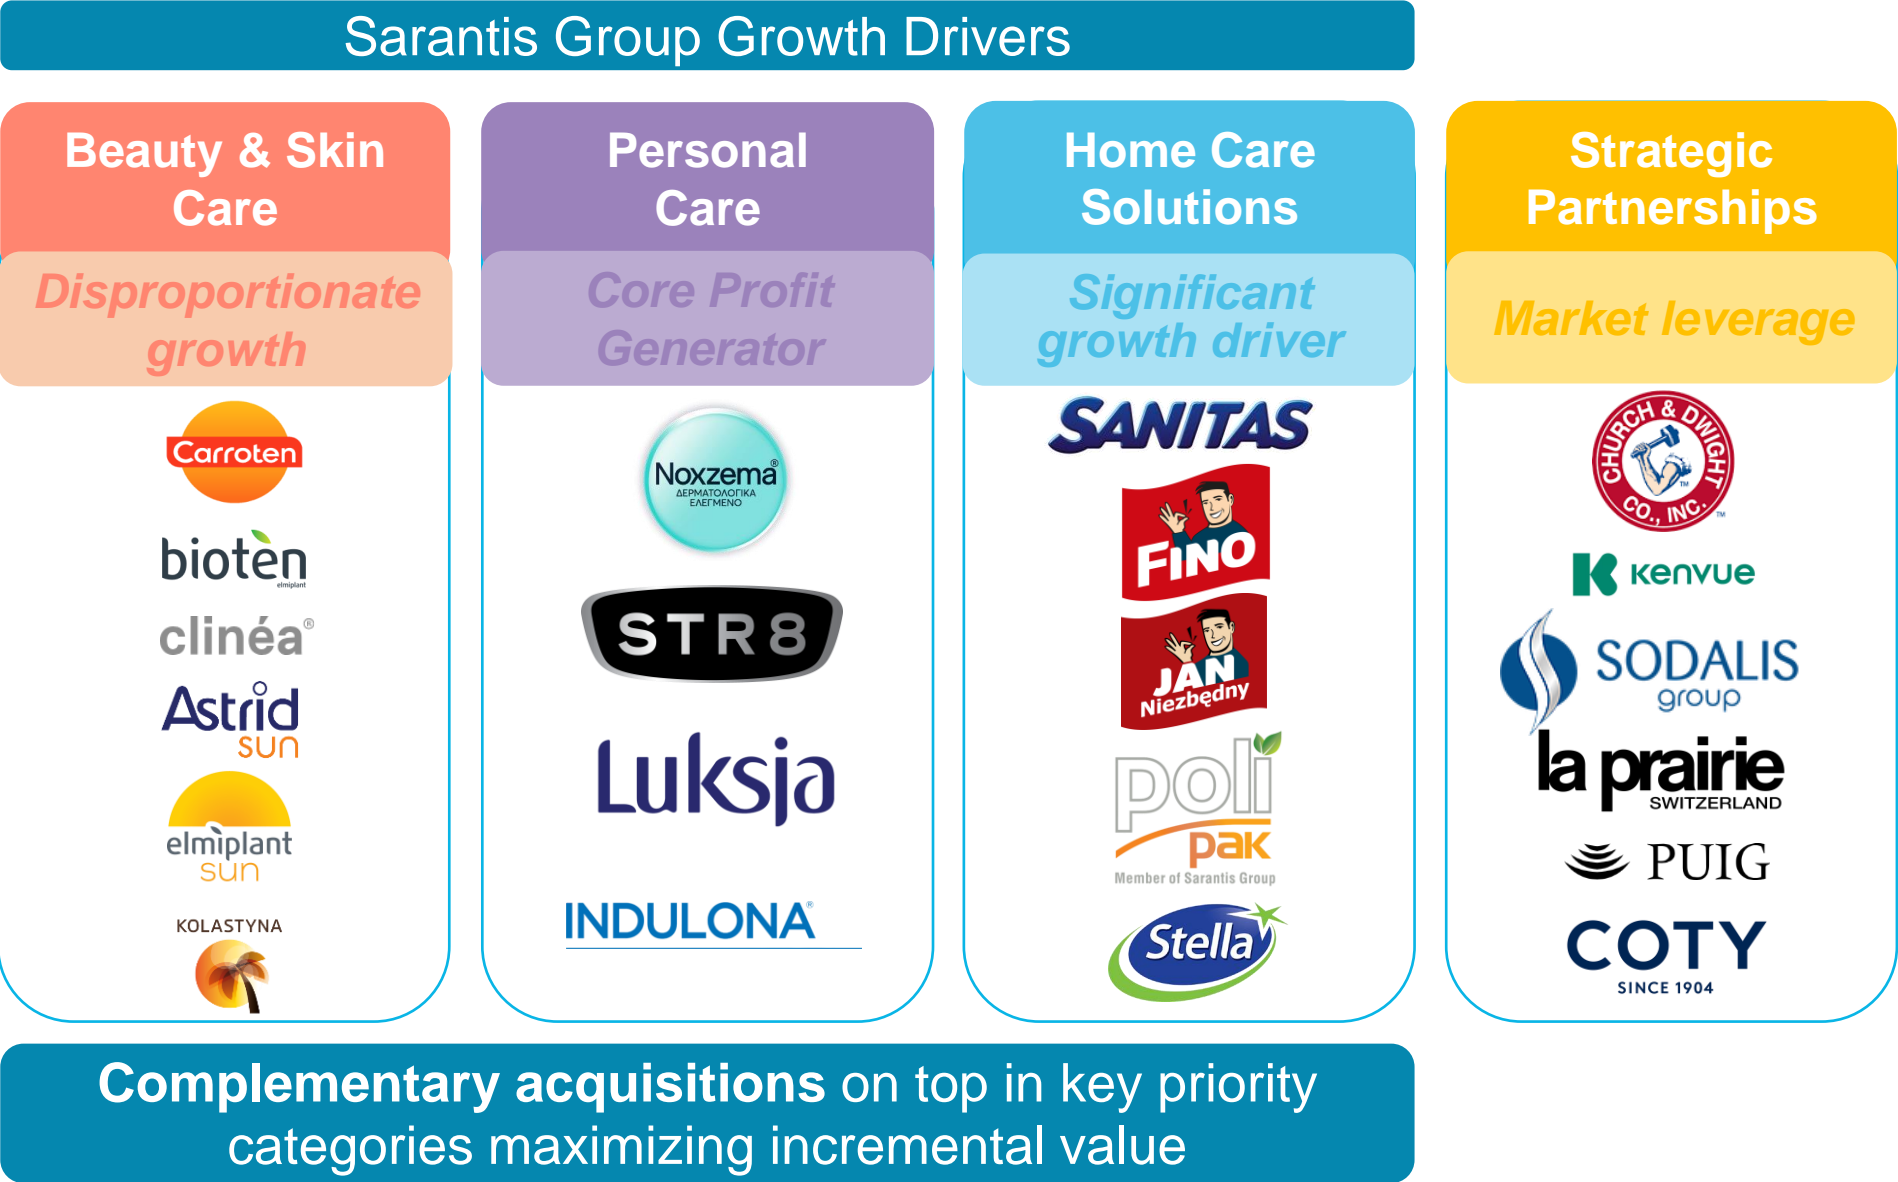 Sarantis Group Growth Drivers
Beauty & Skin
Care
Disproportionate
growth
Carroten
biotèn
elmiplant
clinéa®
Astrid
sun
elmiplant
sun
KOLASTYNA
Personal
Care
Core Profit
Generator
Noxzema®
ΔΕΡΜΑΤΟΛΟΓΙΚΑ
ΕΛΕΓΜΕΝΟ
STR8
Luksja
INDULONA®
Home Care
Solutions
Significant
growth driver
SANITAS
FINO
JAN
Niezbędny
poli
pak
Member of Sarantis Group
Stella
Strategic
Partnerships
Market leverage
CHURCH & DWIGHT
CO., INC.
TM
TM
Kenvue
SODALIS
group
la prairie
SWITZERLAND
PUIG
COTY
SINCE 1904
Complementary acquisitions on top in key priority
categories maximizing incremental value